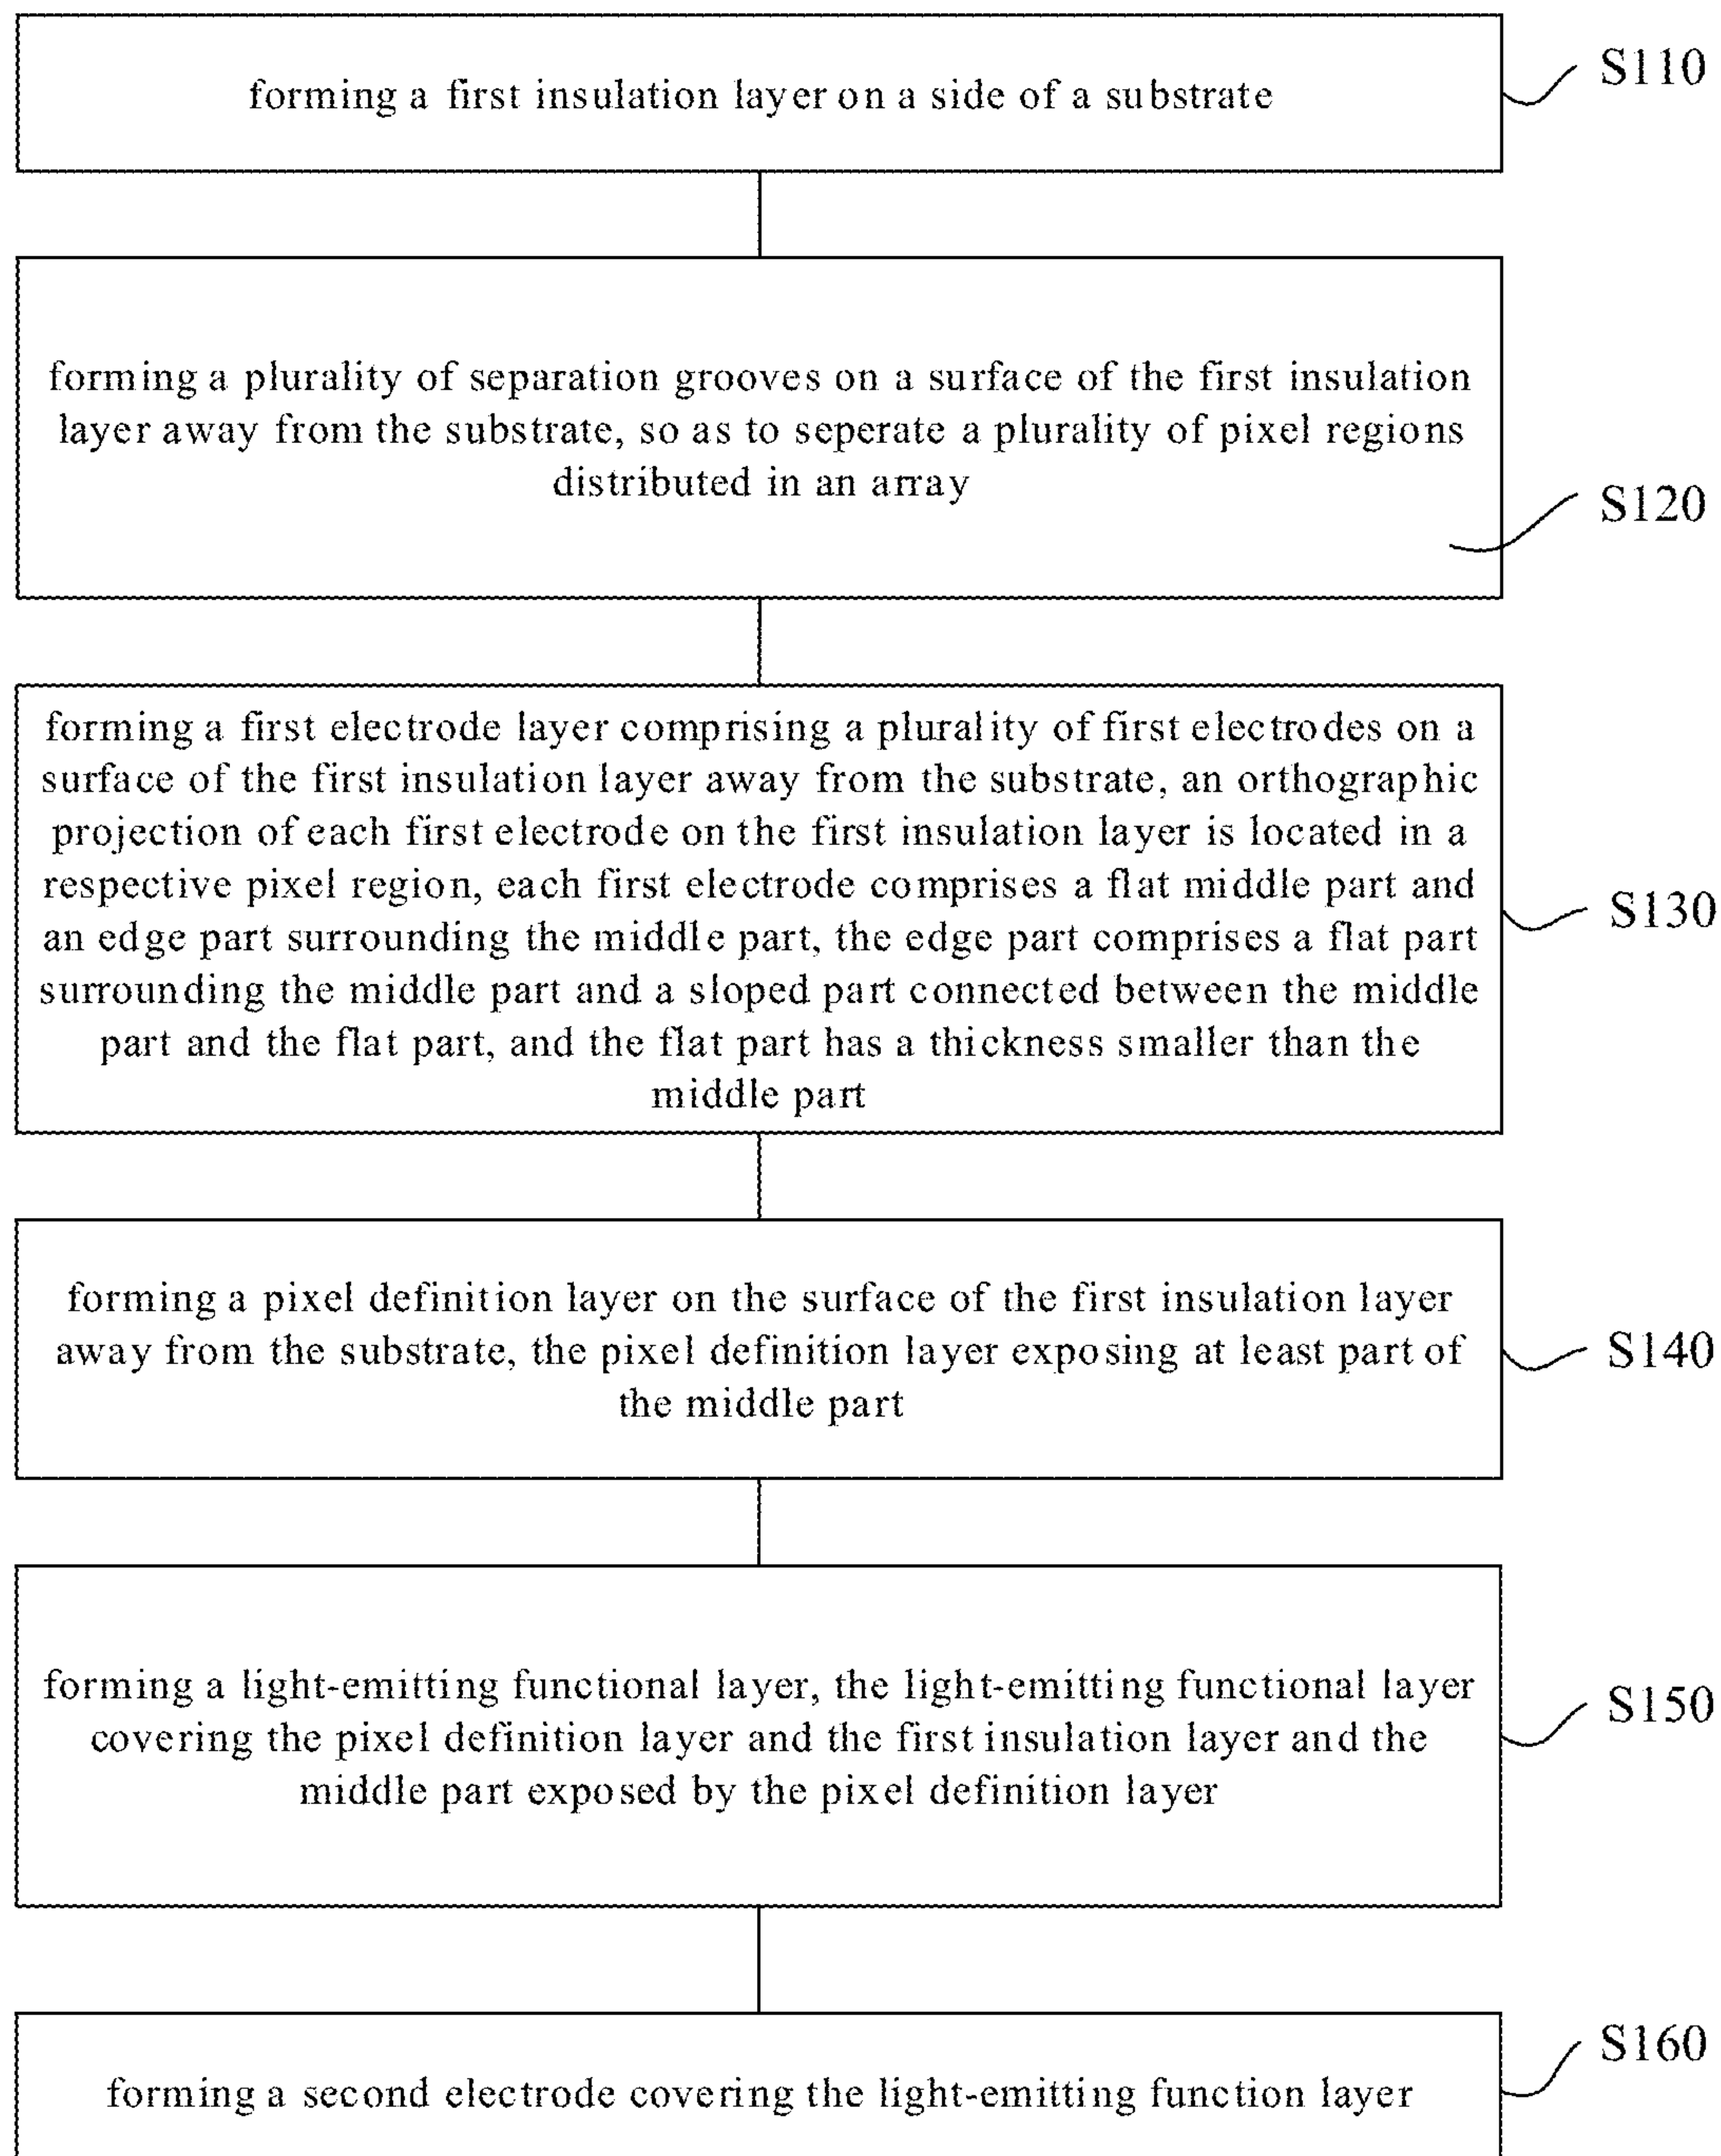 forming a first insulation layer on a side of a substrate
S110
forming a plurality of separation grooves on a surface of the first insulation
layer away from the substrate, so as to seperate a plurality of pixel regions
distributed in an array
S120
forming a first electrode layer comprising a plurality of first electrodes on a
surface of the first insulation layer away from the substrate, an orthographic
projection of each first electrode on the first insulation layer is located in a
respective pixel region, each first electrode comprises a flat middle part and
an edge part surrounding the middle part, the edge part comprises a flat part
surrounding the middle part and a sloped part connected between the middle
part and the flat part, and the flat part has a thickness smaller than the
middle part
S130
forming a pixel definition layer on the surface of the first insulation layer
away from the substrate, the pixel definition layer exposing at least part of
the middle part
S140
forming a light-emitting functional layer, the light-emitting functional layer
covering the pixel definition layer and the first insulation layer and the
middle part exposed by the pixel definition layer
S150
forming a second electrode covering the light-emitting function layer
S160